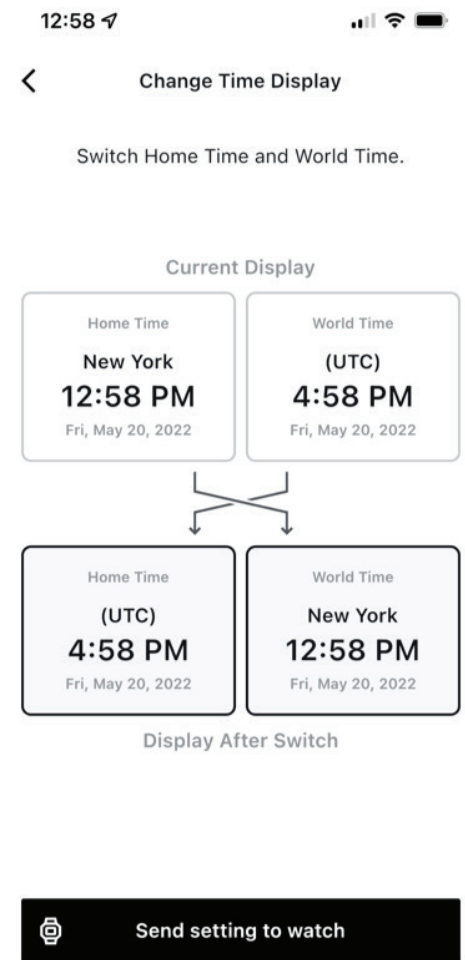 12:58
Change Time Display
Switch Home Time and World Time.
Current Display
Home Time
New York
12:58 PM
Fri, May 20, 2022
World Time
(UTC)
4:58 PM
Fri, May 20, 2022
Home Time
(UTC)
4:58 PM
Fri, May 20, 2022
World Time
New York
12:58 PM
Fri, May 20, 2022
Display After Switch
Send setting to watch